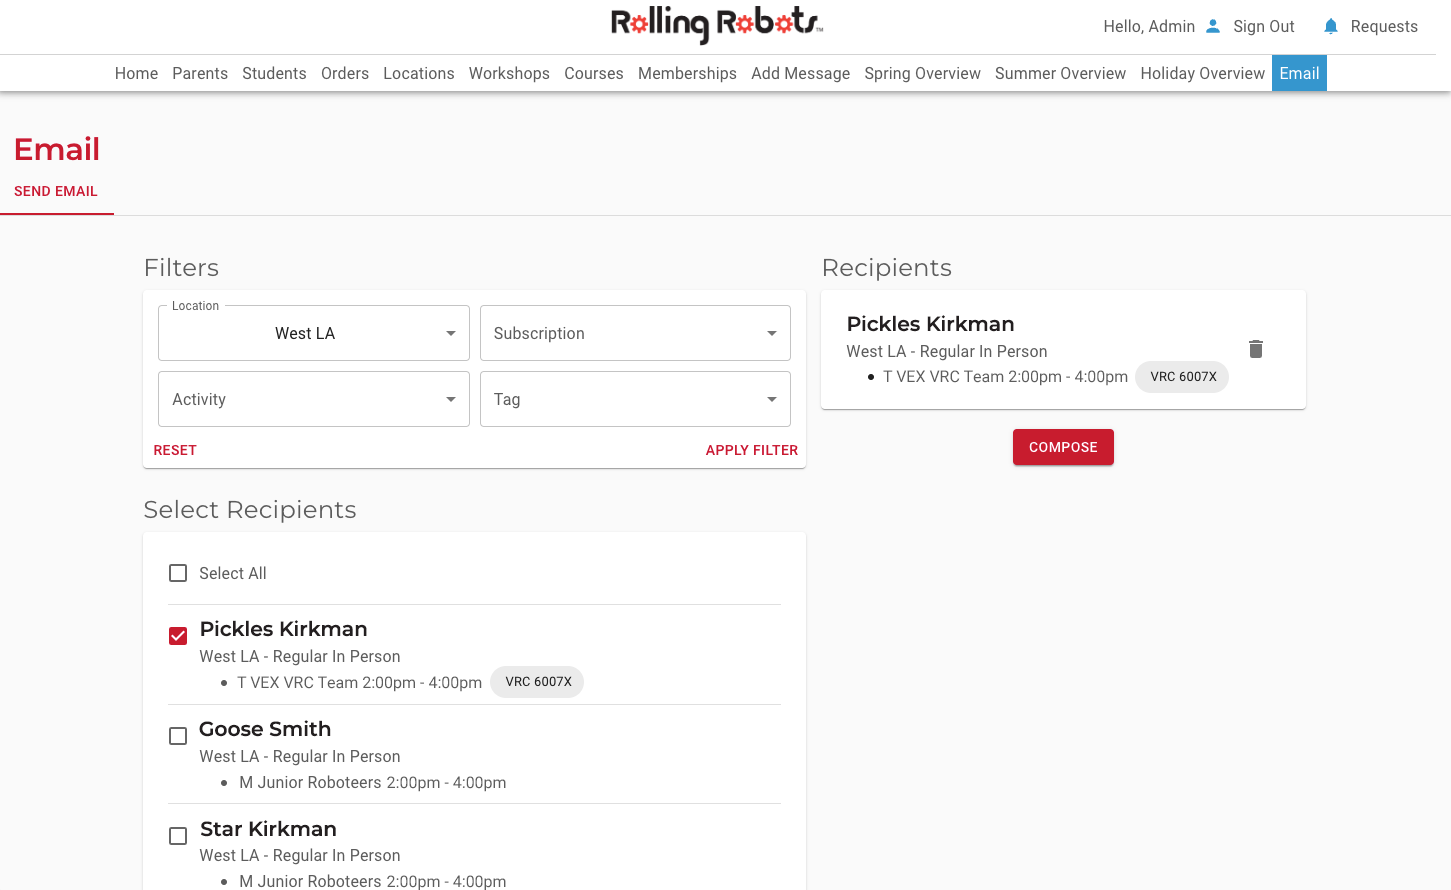 Rolling Robots™
Hello, Admin Sign Out Requests
Home Parents Students Orders Locations Workshops Courses Memberships Add Message Spring Overview Summer Overview Holiday Overview Email
Email
SEND EMAIL
Filters
Location
West LA
Subscription
Activity
Tag
RESET
APPLY FILTER
Recipients
Pickles Kirkman
West LA - Regular In Person
• T VEX VRC Team 2:00pm - 4:00pm VRC 6007X
COMPOSE
Select Recipients
Select All
Pickles Kirkman
West LA - Regular In Person
• T VEX VRC Team 2:00pm - 4:00pm VRC 6007X
Goose Smith
West LA - Regular In Person
• M Junior Roboteers 2:00pm - 4:00pm
Star Kirkman
West LA - Regular In Person
• M Junior Roboteers 2:00pm - 4:00pm